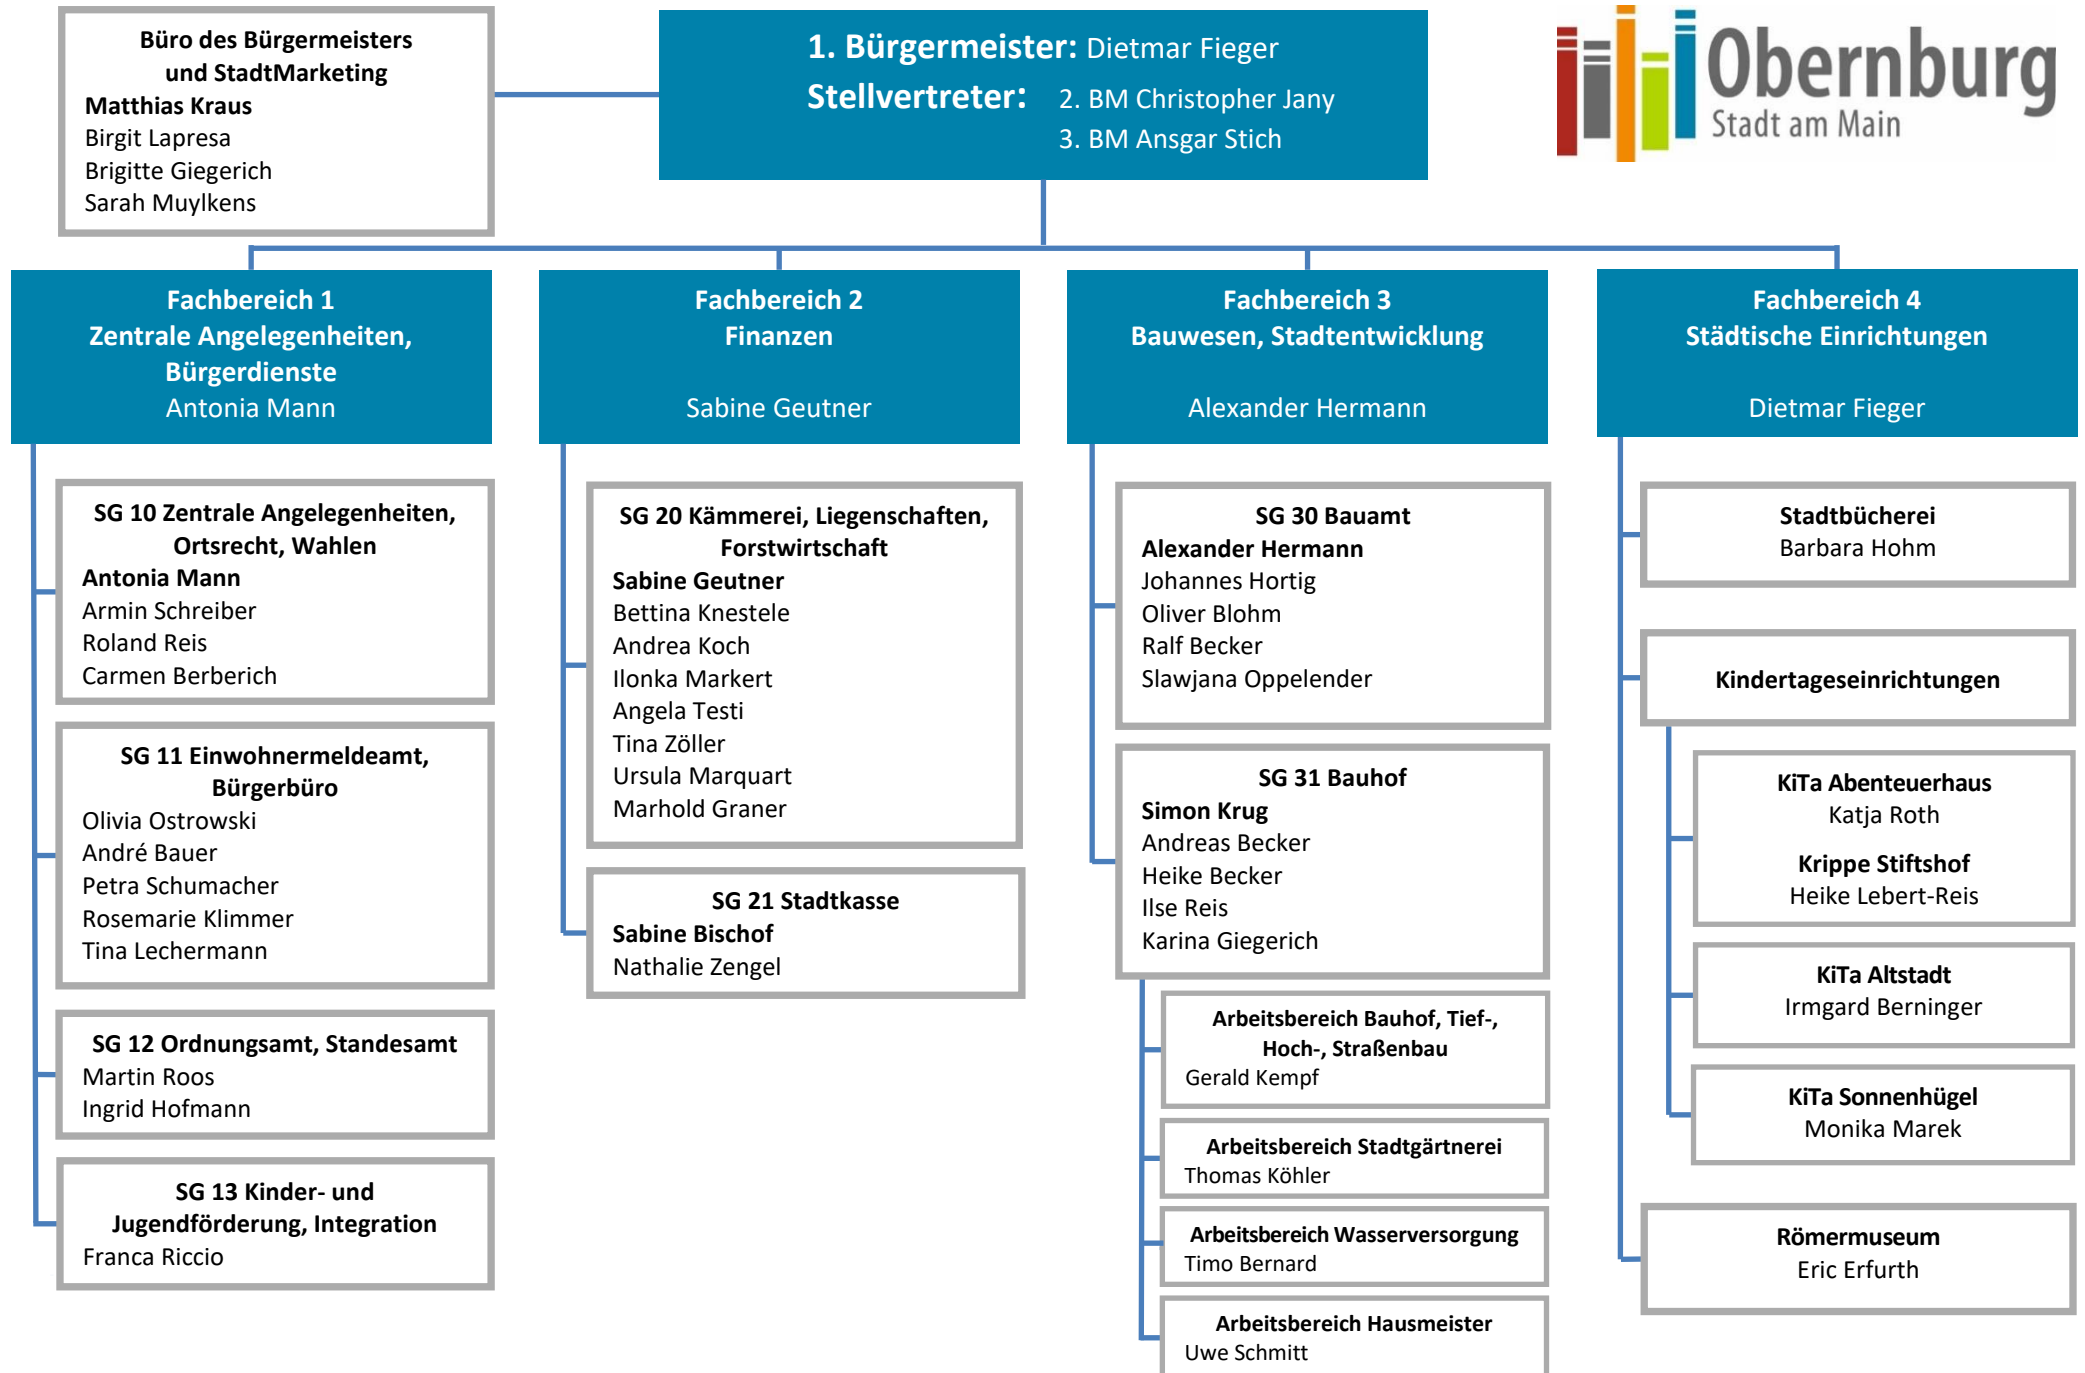 Büro des Bürgermeisters
und StadtMarketing
Matthias Kraus
Birgit Lapresa
Brigitte Giegerich
Sarah Muylkens
1. Bürgermeister: Dietmar Fieger
Stellvertreter: 2. BM Christopher Jany
3. BM Ansgar Stich
Obernburg
Stadt am Main
Fachbereich 1
Zentrale Angelegenheiten,
Bürgerdienste
Antonia Mann
SG 10 Zentrale Angelegenheiten,
Ortsrecht, Wahlen
Antonia Mann
Armin Schreiber
Roland Reis
Carmen Berberich
SG 11 Einwohnermeldeamt,
Bürgerbüro
Olivia Ostrowski
André Bauer
Petra Schumacher
Rosemarie Klimmer
Tina Lechermann
SG 12 Ordnungsamt, Standesamt
Martin Roos
Ingrid Hofmann
SG 13 Kinder- und
Jugendförderung, Integration
Franca Riccio
Fachbereich 2
Finanzen
Sabine Geutner
SG 20 Kämmerei, Liegenschaften,
Forstwirtschaft
Sabine Geutner
Bettina Knestele
Andrea Koch
Ilonka Markert
Angela Testi
Tina Zöller
Ursula Marquart
Marhold Graner
SG 21 Stadtkasse
Sabine Bischof
Nathalie Zengel
Fachbereich 3
Bauwesen, Stadtentwicklung
Alexander Hermann
SG 30 Bauamt
Alexander Hermann
Johannes Hortig
Oliver Blohm
Ralf Becker
Slawjana Oppelender
SG 31 Bauhof
Simon Krug
Andreas Becker
Heike Becker
Ilse Reis
Karina Giegerich
Arbeitsbereich Bauhof, Tief-,
Hoch-, Straßenbau
Gerald Kempf
Arbeitsbereich Stadtgärtnerei
Thomas Köhler
Arbeitsbereich Wasserversorgung
Timo Bernard
Arbeitsbereich Hausmeister
Uwe Schmitt
Fachbereich 4
Städtische Einrichtungen
Dietmar Fieger
Stadtbücherei
Barbara Hohm
Kindertageseinrichtungen
KiTa Abenteuerhaus
Katja Roth
Krippe Stiftshof
Heike Lebert-Reis
KiTa Altstadt
Irmgard Berninger
KiTa Sonnenhügel
Monika Marek
Römermuseum
Eric Erfurth